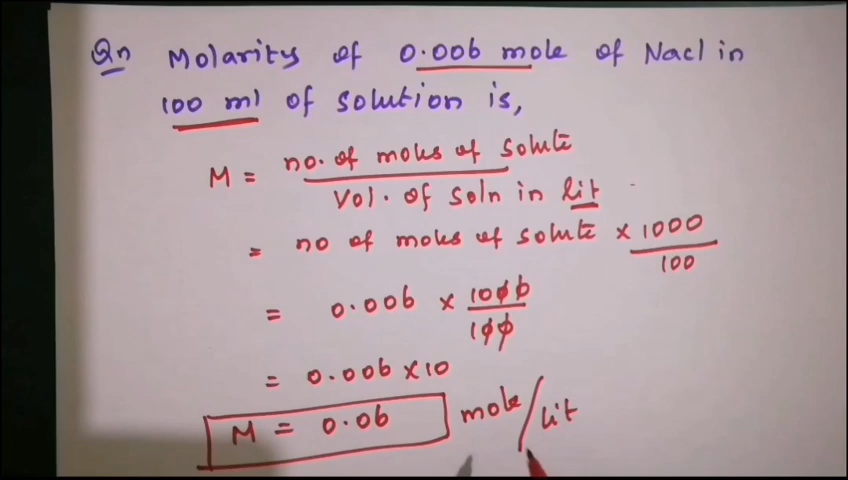 Qn Molarity of 0.006 mole of Nacl in
100 ml of solution is,
M = no. of moles of solute / Vol. of soln in lit
= no of moles of solute × 1000 / 100
= 0.006 × 1000 / 100
= 0.006 × 10
M = 0.06 mole/lit